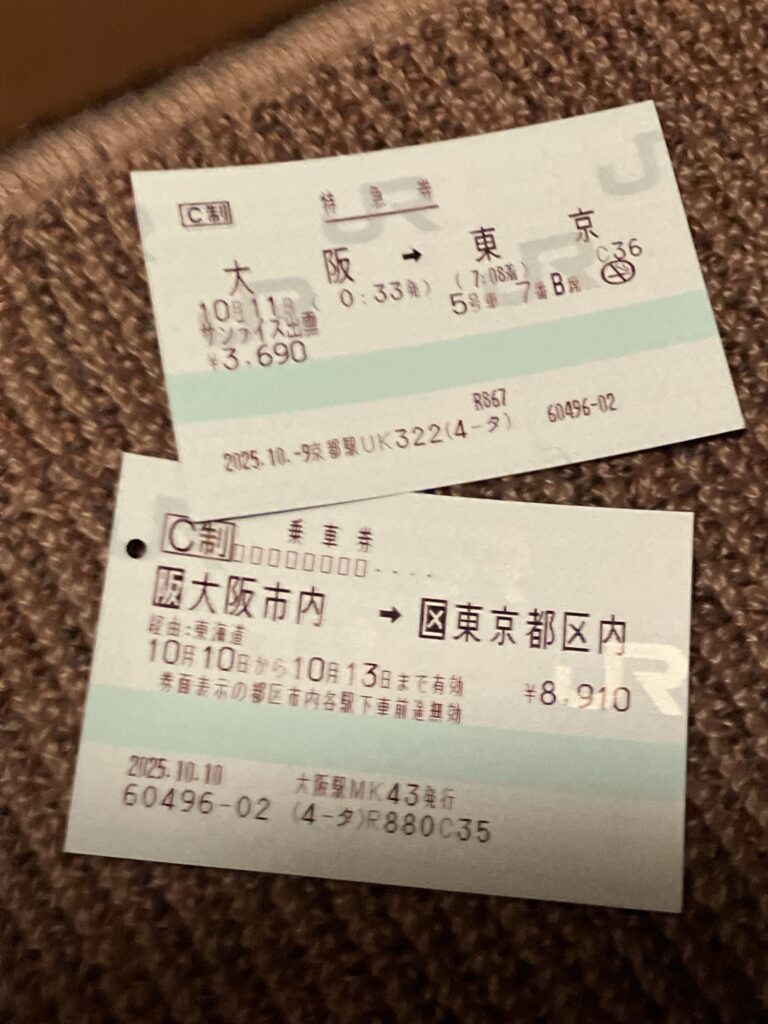 C制 特急券
大阪 → 東京
C36
10月11日 ( 0:33発) ( 7:08着) 5号車 7番B席
サンライズ出雲
¥3,690
R867
2025.10.-9京都駅UK322(4-タ) 60496-02
C制 乗車券
□□□□□□□□□····
阪大阪市内 → 区東京都区内
経由:東海道
10月10日から10月13日まで有効 ¥8,910
券面表示の都区市内各駅下車前途無効
2025.10.10 大阪駅MK43発行
60496-02 (4-タ)R880C35
JR